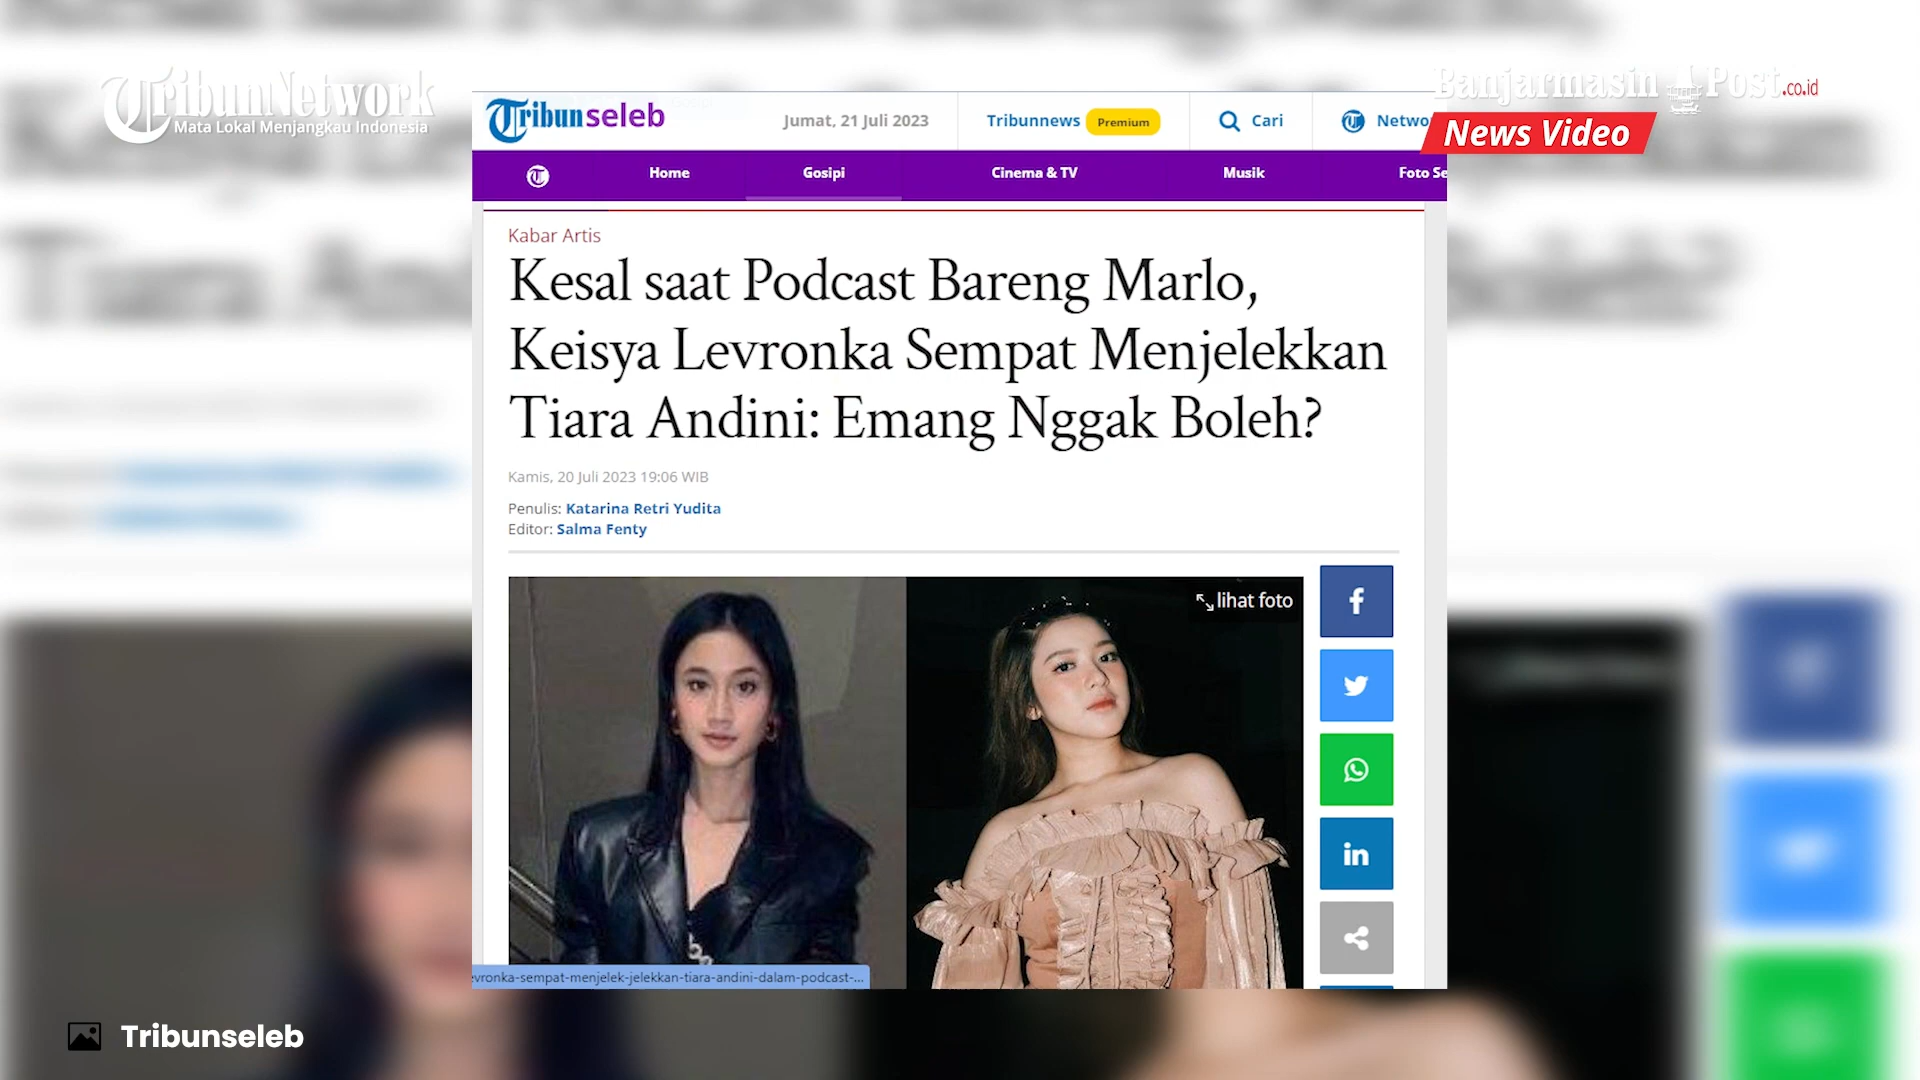 TribunNetwork
Mata Lokal Menjangkau Indonesia
Banjarmasin Post.co.id
News Video
Tribunseleb
Jumat, 21 Juli 2023
Tribunnews Premium
Cari
Netwo
Home
Gosipi
Cinema & TV
Musik
Foto Se
Kabar Artis
Kesal saat Podcast Bareng Marlo,
Keisya Levronka Sempat Menjelekkan
Tiara Andini: Emang Nggak Boleh?
Kamis, 20 Juli 2023 19:06 WIB
Penulis: Katarina Retri Yudita
Editor: Salma Fenty
lihat foto
evronka-sempat-menjelek-jelekkan-tiara-andini-dalam-podcast-...
Tribunseleb